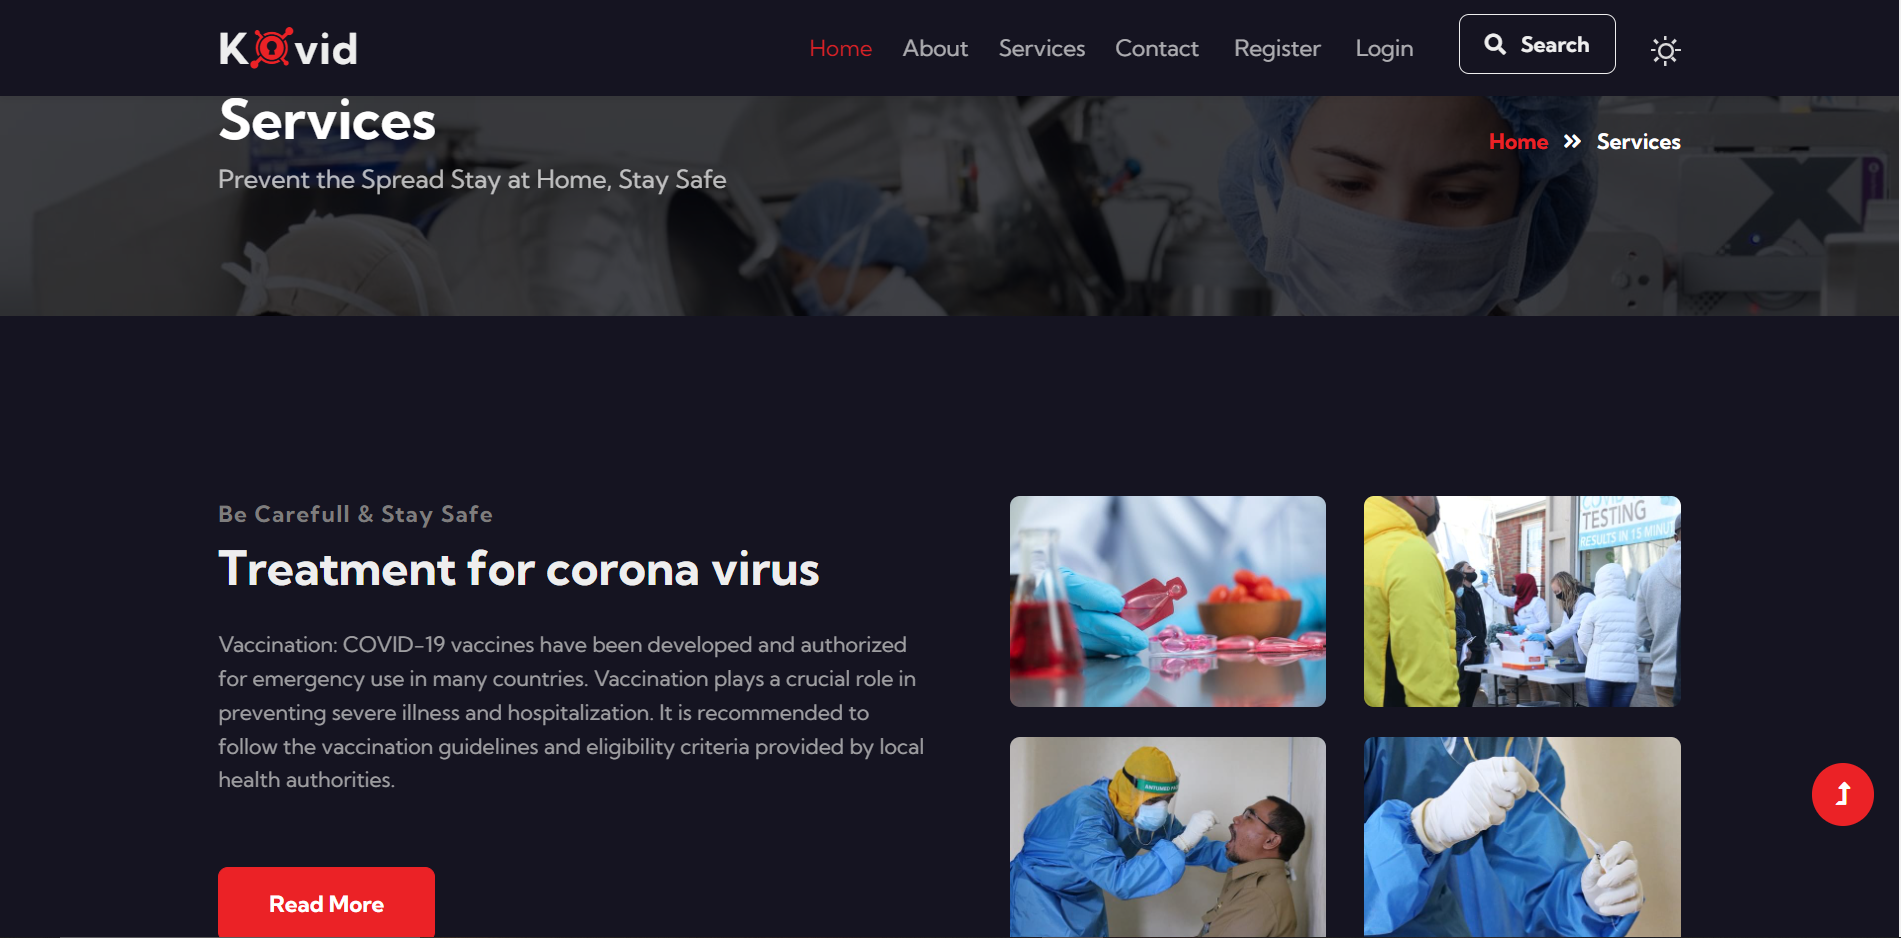 Kovid
Home About Services Contact Register Login Search
Services
Home Services
Prevent the Spread Stay at Home, Stay Safe
Be Carefull & Stay Safe
Treatment for corona virus
Vaccination: COVID-19 vaccines have been developed and authorized
for emergency use in many countries. Vaccination plays a crucial role in
preventing severe illness and hospitalization. It is recommended to
follow the vaccination guidelines and eligibility criteria provided by local
health authorities.
Read More
TESTING
RESULTS IN 15 MINU